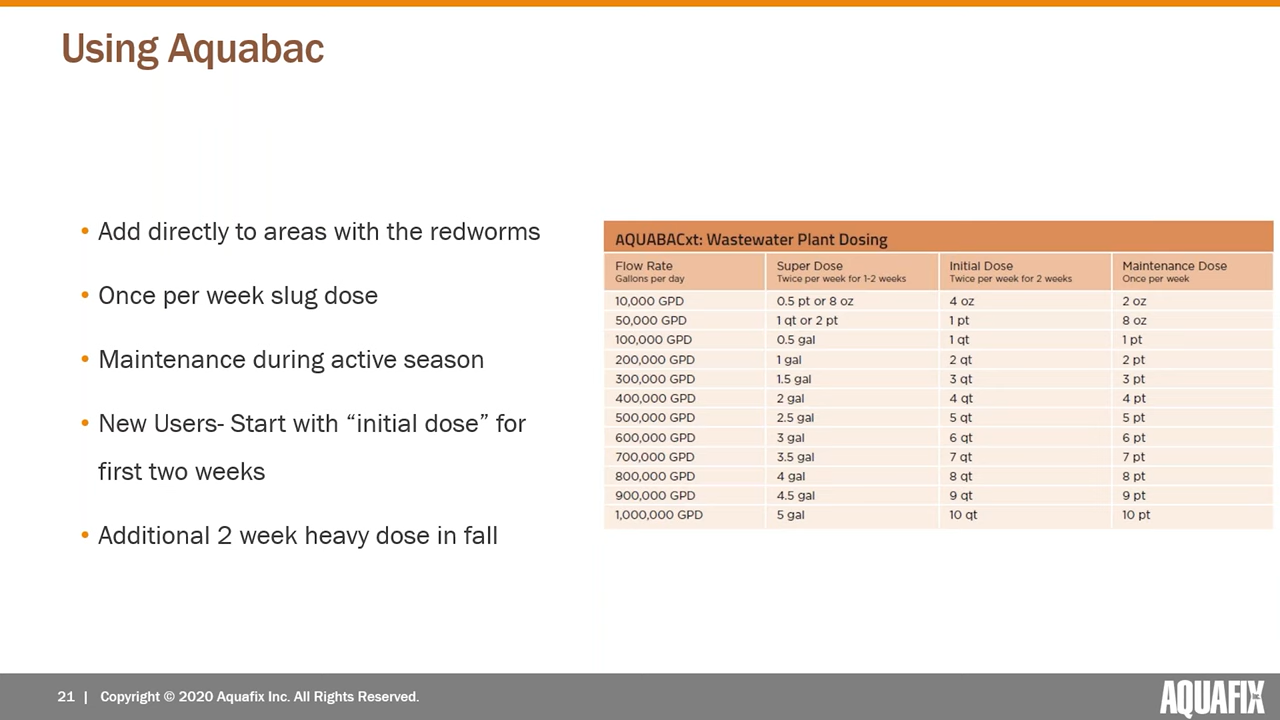 Using Aquabac
• Add directly to areas with the redworms
• Once per week slug dose
• Maintenance during active season
• New Users- Start with “initial dose” for
first two weeks
• Additional 2 week heavy dose in fall
AQUABACxt: Wastewater Plant Dosing
Flow Rate Super Dose Initial Dose Maintenance Dose
Gallons per day Twice per week for 1-2 weeks Twice per week for 2 weeks Once per week
10,000 GPD 0.5 pt or 8 oz 4 oz 2 oz
50,000 GPD 1 qt or 2 pt 1 pt 8 oz
100,000 GPD 0.5 gal 1 qt 1 pt
200,000 GPD 1 gal 2 qt 2 pt
300,000 GPD 1.5 gal 3 qt 3 pt
400,000 GPD 2 gal 4 qt 4 pt
500,000 GPD 2.5 gal 5 qt 5 pt
600,000 GPD 3 gal 6 qt 6 pt
700,000 GPD 3.5 gal 7 qt 7 pt
800,000 GPD 4 gal 8 qt 8 pt
900,000 GPD 4.5 gal 9 qt 9 pt
1,000,000 GPD 5 gal 10 qt 10 pt
21 | Copyright © 2020 Aquafix Inc. All Rights Reserved.
AQUAFIX INC.